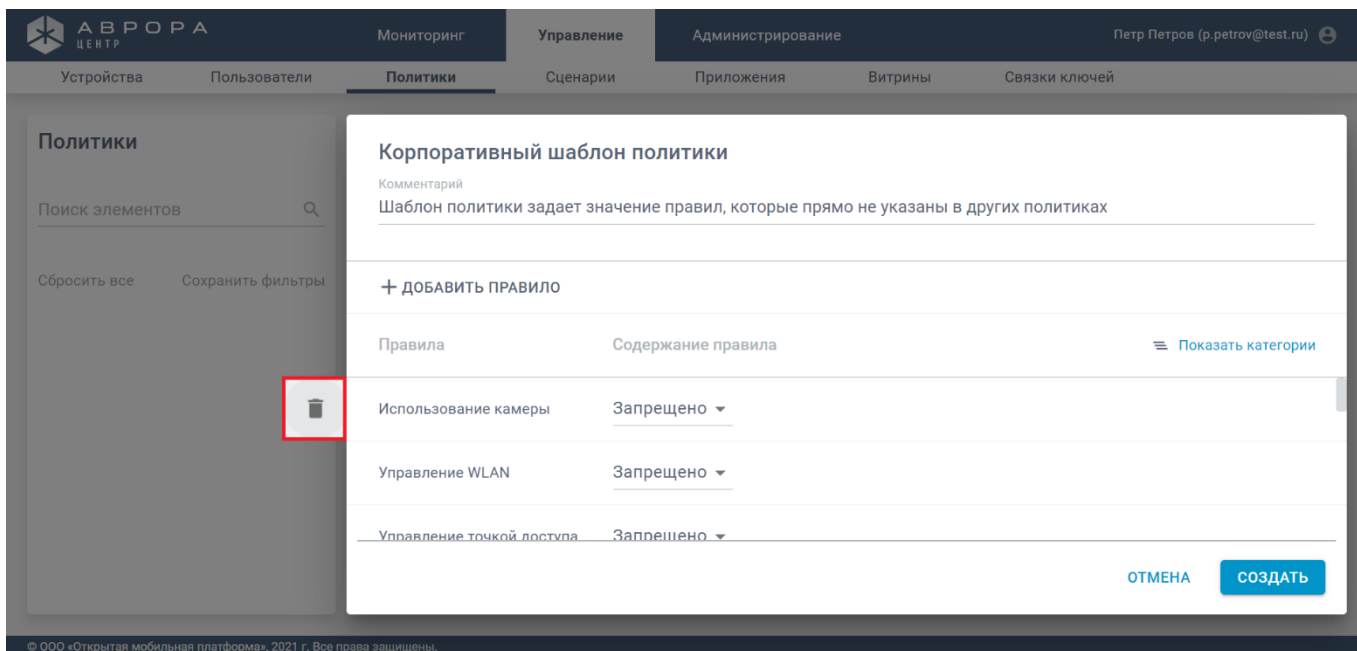 АВРОРА
ЦЕНТР
Мониторинг Управление Администрирование Петр Петров (p.petrov@test.ru)
Устройства Пользователи Политики Сценарии Приложения Витрины Связки ключей
Политики
Поиск элементов
Сбросить все Сохранить фильтры
Корпоративный шаблон политики
Комментарий
Шаблон политики задает значение правил, которые прямо не указаны в других политиках
+ ДОБАВИТЬ ПРАВИЛО
Правила Содержание правила Показать категории
Использование камеры Запрещено
Управление WLAN Запрещено
Управление точкой доступа Запрещено
ОТМЕНА СОЗДАТЬ
© ООО «Открытая мобильная платформа», 2021 г. Все права защищены.